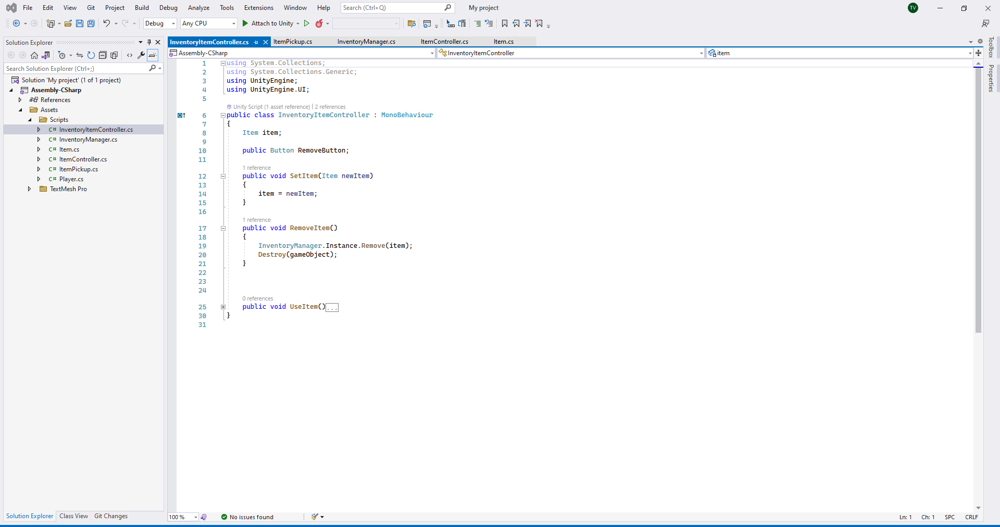 File Edit View Git Project Build Debug Analyze Tools Extensions Window Help Search (Ctrl+Q) My project TV
Debug Any CPU Attach to Unity
Solution Explorer
Search Solution Explorer (Ctrl+;)
Solution 'My project' (1 of 1 project)
Assembly-CSharp
References
Assets
Scripts
C# InventoryItemController.cs
C# InventoryManager.cs
C# Item.cs
C# ItemController.cs
C# ItemPickup.cs
C# Player.cs
TextMesh Pro
Solution Explorer Class View Git Changes
InventoryItemController.cs ItemPickup.cs InventoryManager.cs ItemController.cs Item.cs
Assembly-CSharp InventoryItemController item
1 using System.Collections;
2 using System.Collections.Generic;
3 using UnityEngine;
4 using UnityEngine.UI;
5
Unity Script (1 asset reference) | 2 references
6 public class InventoryItemController : MonoBehaviour
7 {
8 Item item;
9
10 public Button RemoveButton;
11
1 reference
12 public void SetItem(Item newItem)
13 {
14 item = newItem;
15 }
16
1 reference
17 public void RemoveItem()
18 {
19 InventoryManager.Instance.Remove(item);
20 Destroy(gameObject);
21 }
22
23
24
0 references
25 public void UseItem()...
30 }
31
100 % No issues found Ln: 1 Ch: 1 SPC CRLF
Toolbox
Properties